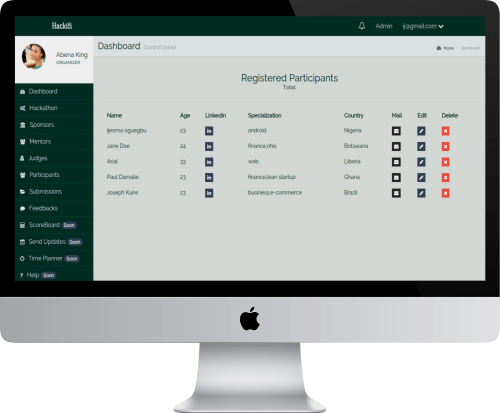 Hackifi
Admin
ij@gmail.com
Abena King
ORGANIZER
Dashboard Control panel
Home Dashboard
Dashboard
Hackathon
Sponsors
Mentors
Judges
Participants
Submissions
Feedbacks
ScoreBoard Soon
Send Updates Soon
Time Planner Soon
? Help Soon
Registered Participants
Total:
Name Age LinkedIn Specialization Country Mail Edit Delete
ijeoma oguegbu 23 in android Nigeria
Jane Doe 24 in finance,nhis Botswana
Arial 33 in web Liberia
Paul Damalie 23 in finance,lean startup Ghana
Joseph Kuire 23 in business,e-commerce Brazil